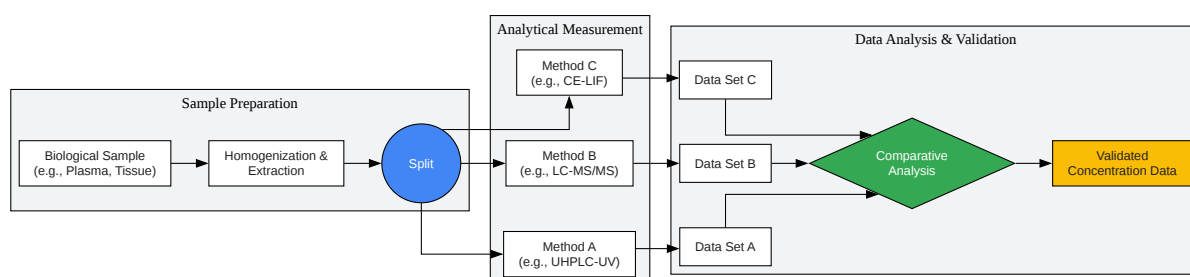 Sample Preparation
Biological Sample
(e.g., Plasma, Tissue)
Homogenization &
Extraction
Split
Analytical Measurement
Method C
(e.g., CE-LIF)
Method B
(e.g., LC-MS/MS)
Method A
(e.g., UHPLC-UV)
Data Analysis & Validation
Data Set C
Data Set B
Data Set A
Comparative
Analysis
Validated
Concentration Data